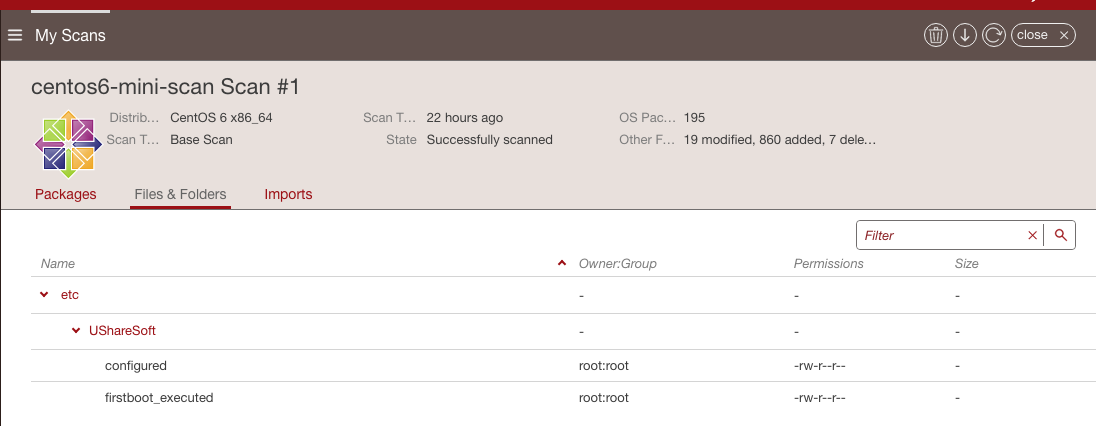 My Scans
close
centos6-mini-scan Scan #1
Distrib... CentOS 6 x86_64 Scan T... 22 hours ago OS Pac... 195
Scan T... Base Scan State Successfully scanned Other F... 19 modified, 860 added, 7 dele...
Packages Files & Folders Imports
Filter
Name Owner:Group Permissions Size
etc - - -
UShareSoft - - -
configured root:root -rw-r--r-- -
firstboot_executed root:root -rw-r--r-- -